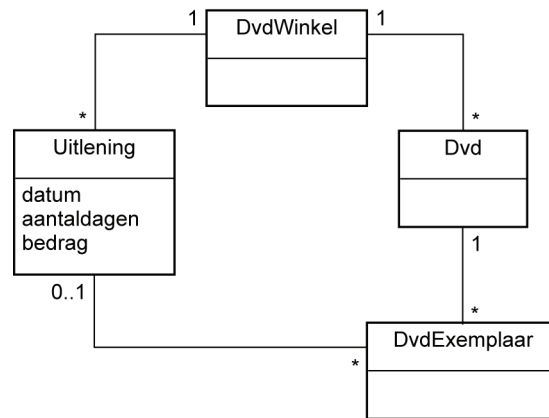 1
DvdWinkel
1
*
*
Uitlening
Dvd
datum
aantaldagen
bedrag
1
0..1
*
DvdExemplaar
*